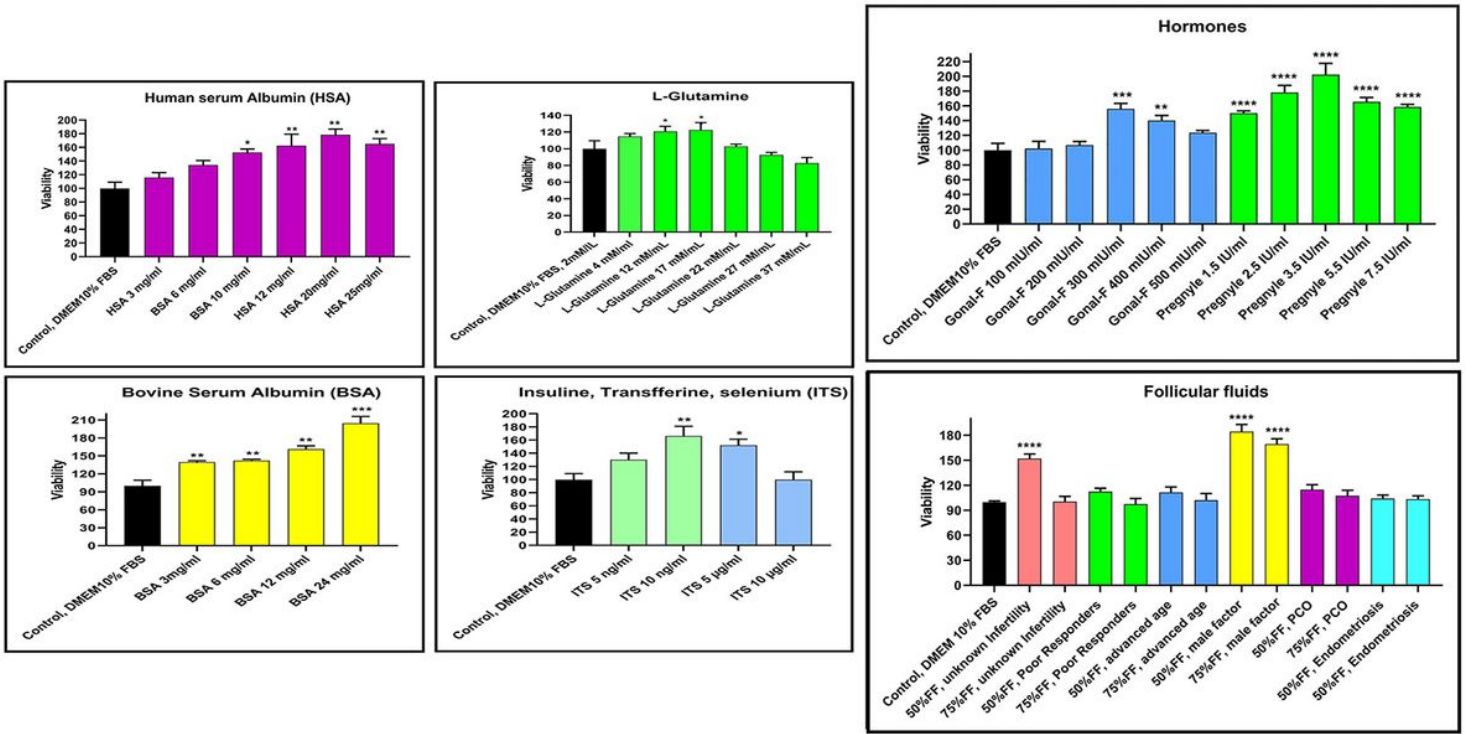 Human serum Albumin (HSA)
Viability
200
180
160
140
120
100
80
60
40
20
0
* ** ** **
Control, DMEM10% FBS
HSA 3 mg/ml
BSA 6 mg/ml
BSA 10 mg/ml
HSA 12 mg/ml
HSA 20mg/ml
HSA 25mg/ml
L-Glutamine
Viability
140
120
100
80
60
40
20
0
* *
Control, DMEM10% FBS, 2mM/lL
L-Glutamine 4 mM/ml
L-Glutamine 12 mM/mL
L-Glutamine 17 mM/mL
L-Glutamine 22 mM/mL
L-Glutamine 27 mM/mL
L-Glutamine 37 mM/mL
Hormones
Viability
220
200
180
160
140
120
100
80
60
40
20
0
*** ** **** **** **** **** ****
Control, DMEM10% FBS
Gonal-F 100 mIU/ml
Gonal-F 200 mIU/ml
Gonal-F 300 mIU/ml
Gonal-F 400 mIU/ml
Gonal-F 500 mIU/ml
Pregnyle 1.5 IU/ml
Pregnyle 2.5 IU/ml
Pregnyle 3.5 IU/ml
Pregnyle 5.5 IU/ml
Pregnyle 7.5 IU/ml
Bovine Serum Albumin (BSA)
Viability
210
180
150
120
90
60
30
0
** ** ** ***
Control, DMEM10% FBS
BSA 3mg/ml
BSA 6 mg/ml
BSA 12 mg/ml
BSA 24 mg/ml
Insuline, Transfferine, selenium (ITS)
Viability
200
180
160
140
120
100
80
60
40
20
0
** *
Control, DMEM10% FBS
ITS 5 ng/ml
ITS 10 ng/ml
ITS 5 µg/ml
ITS 10 µg/ml
Follicular fluids
Viability
180
150
120
90
60
30
0
**** **** ****
Control, DMEM 10% FBS
50%FF, unknown Infertility
75%FF, unknown Infertility
50%FF, Poor Responders
75%FF, Poor Responders
50%FF, advanced age
75%FF, advanced age
50%FF, male factor
75%FF, male factor
50%FF, PCO
75%FF, PCO
50%FF, Endometriosis
50%FF, Endometriosis